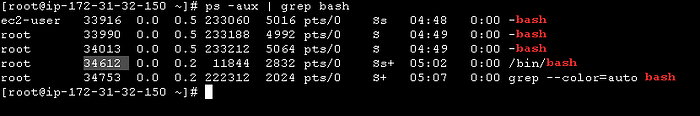 [root@ip-172-31-32-150 ~]# ps -aux | grep bash
ec2-user 33916 0.0 0.5 233060 5016 pts/0 Ss 04:48 0:00 -bash
root 33990 0.0 0.5 233188 4992 pts/0 S 04:49 0:00 -bash
root 34013 0.0 0.5 233212 5064 pts/0 S 04:49 0:00 -bash
root 34612 0.0 0.2 11844 2832 pts/0 Ss+ 05:02 0:00 /bin/bash
root 34753 0.0 0.2 222312 2024 pts/0 S+ 05:07 0:00 grep --color=auto bash
[root@ip-172-31-32-150 ~]#